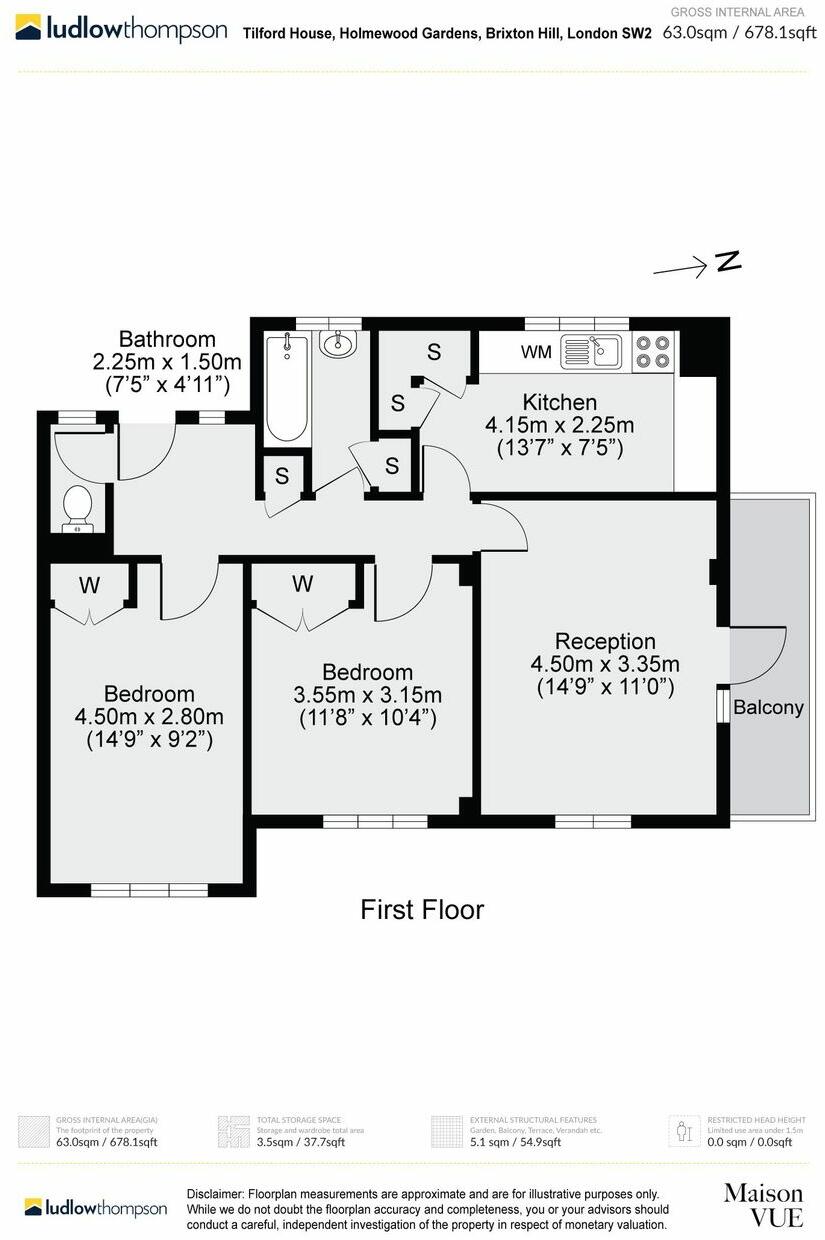 ludlowthompson
Tilford House, Holmewood Gardens, Brixton Hill, London SW2
GROSS INTERNAL AREA
63.0sqm / 678.1sqft
N
Bathroom
2.25m x 1.50m
(7'5" x 4'11")
S
S
S
S
WM
Kitchen
4.15m x 2.25m
(13'7" x 7'5")
W
W
Reception
4.50m x 3.35m
(14'9" x 11'0")
Bedroom
3.55m x 3.15m
(11'8" x 10'4")
Bedroom
4.50m x 2.80m
(14'9" x 9'2")
Balcony
First Floor
GROSS INTERNAL AREA(GIA)
The footprint of the property
63.0sqm / 678.1sqft
TOTAL STORAGE SPACE
Storage and wardrobe total area
3.5sqm / 37.7sqft
EXTERNAL STRUCTURAL FEATURES
Garden, Balcony, Terrace, Verandah etc.
5.1 sqm / 54.9sqft
RESTRICTED HEAD HEIGHT
Limited use area under 1.5m
0.0 sqm / 0.0sqft
ludlowthompson
Disclaimer: Floorplan measurements are approximate and are for illustrative purposes only.
While we do not doubt the floorplan accuracy and completeness, you or your advisors should
conduct a careful, independent investigation of the property in respect of monetary valuation.
Maison
VUE